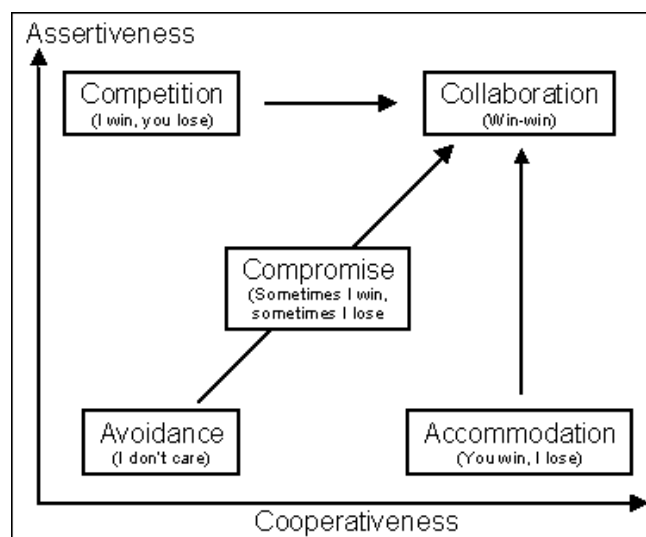 Assertiveness
Competition
(I win, you lose)
Collaboration
(Win-win)
Compromise
(Sometimes I win,
sometimes I lose
Avoidance
(I don't care)
Accommodation
(You win, I lose)
Cooperativeness